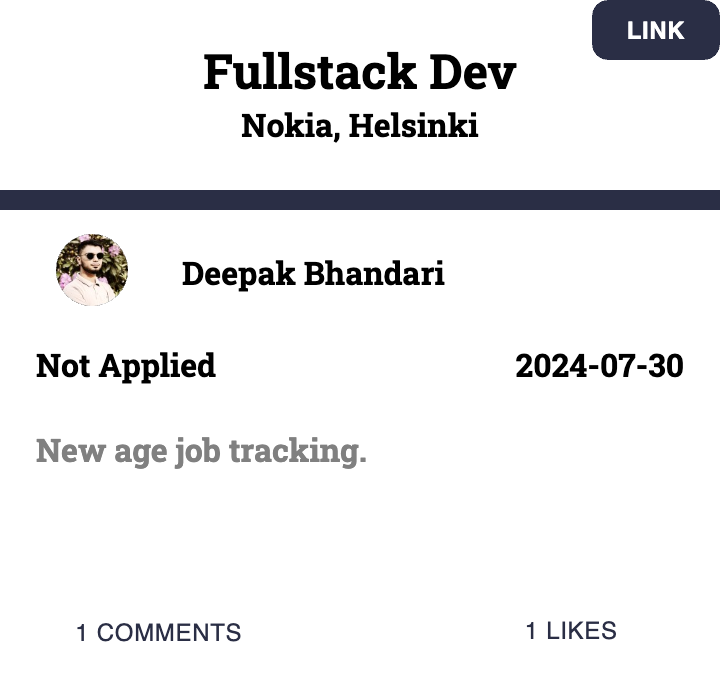 LINK
Fullstack Dev
Nokia, Helsinki
Deepak Bhandari
Not Applied 2024-07-30
New age job tracking.
1 COMMENTS 1 LIKES